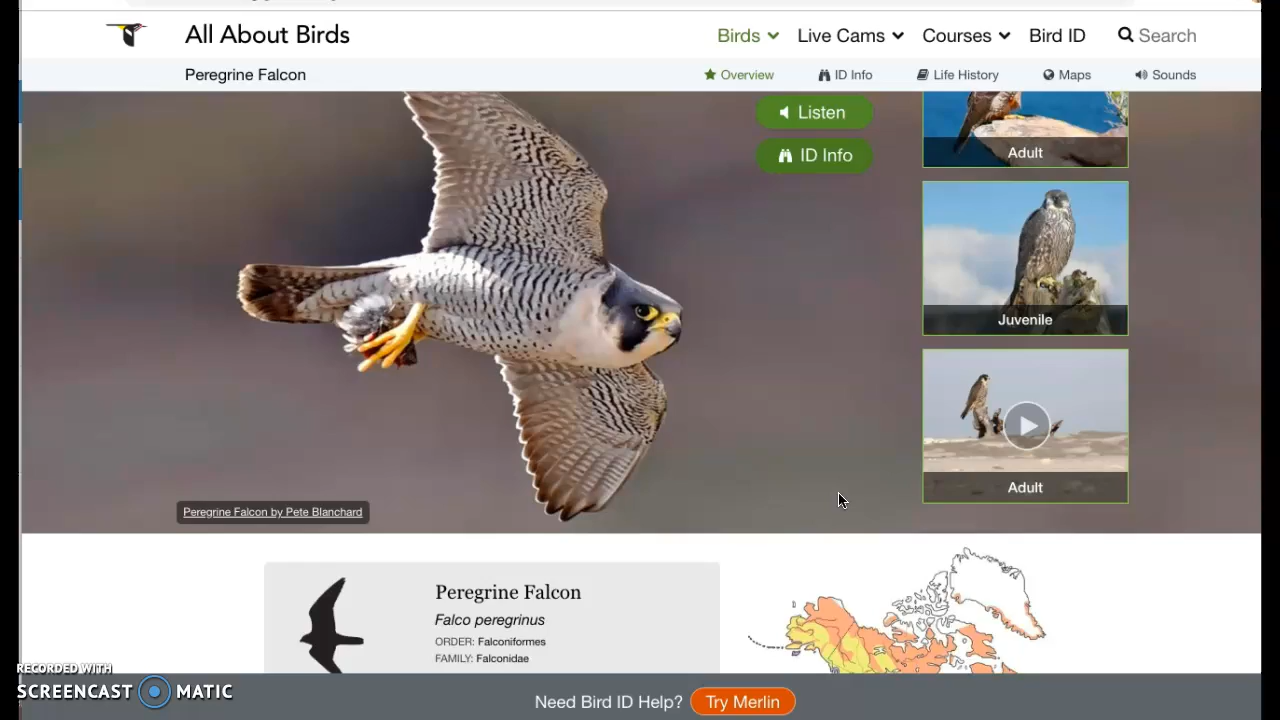 All About Birds
Birds Live Cams Courses Bird ID Search
Peregrine Falcon
Overview ID Info Life History Maps Sounds
Listen
ID Info
Adult
Juvenile
Adult
Peregrine Falcon by Pete Blanchard
Peregrine Falcon
Falco peregrinus
ORDER: Falconiformes
FAMILY: Falconidae
RECORDED WITH
SCREENCAST MATIC
Need Bird ID Help? Try Merlin